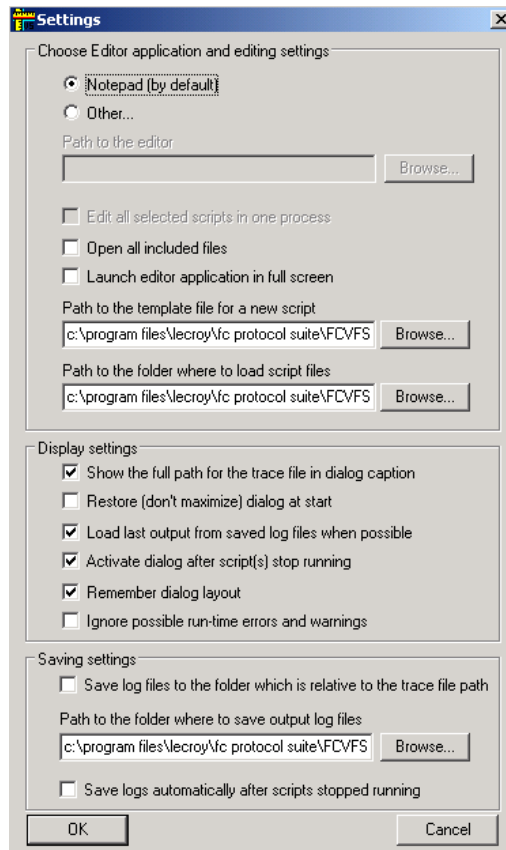 Settings
Choose Editor application and editing settings
Notepad (by default)
Other...
Path to the editor
Browse...
Edit all selected scripts in one process
Open all included files
Launch editor application in full screen
Path to the template file for a new script
c:\program files\lecroy\fc protocol suite\FCVFS Browse...
Path to the folder where to load script files
c:\program files\lecroy\fc protocol suite\FCVFS Browse...
Display settings
Show the full path for the trace file in dialog caption
Restore (don't maximize) dialog at start
Load last output from saved log files when possible
Activate dialog after script(s) stop running
Remember dialog layout
Ignore possible run-time errors and warnings
Saving settings
Save log files to the folder which is relative to the trace file path
Path to the folder where to save output log files
c:\program files\lecroy\fc protocol suite\FCVFS Browse...
Save logs automatically after scripts stopped running
OK Cancel